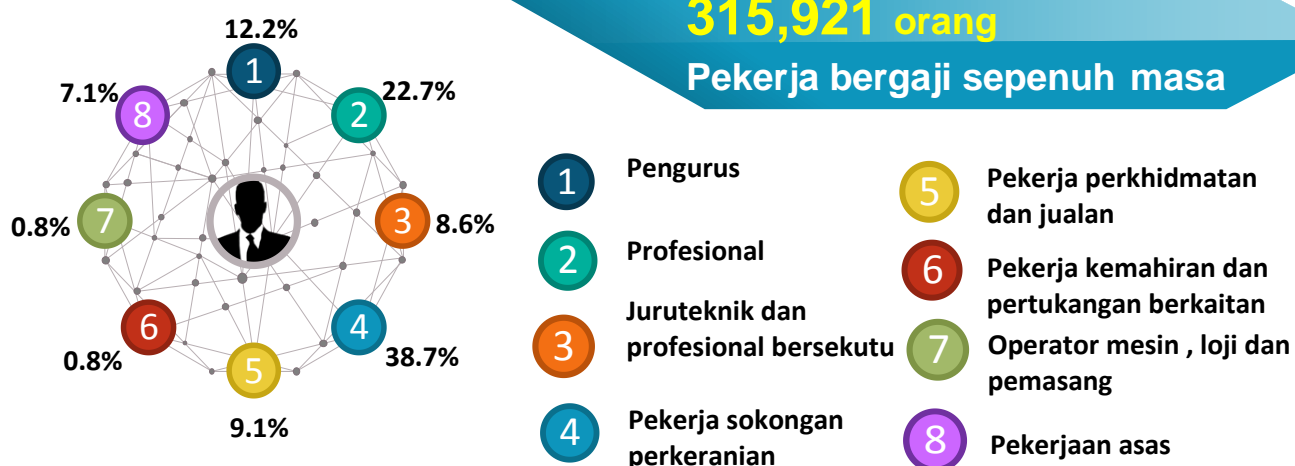 315,921 orang
Pekerja bergaji sepenuh masa
12.2%
1
22.7%
2
8.6%
3
38.7%
4
9.1%
5
0.8%
6
0.8%
7
7.1%
8
1
Pengurus
2
Profesional
3
Juruteknik dan
profesional bersekutu
4
Pekerja sokongan
perkeranian
5
Pekerja perkhidmatan
dan jualan
6
Pekerja kemahiran dan
pertukangan berkaitan
7
Operator mesin , loji dan
pemasang
8
Pekerjaan asas